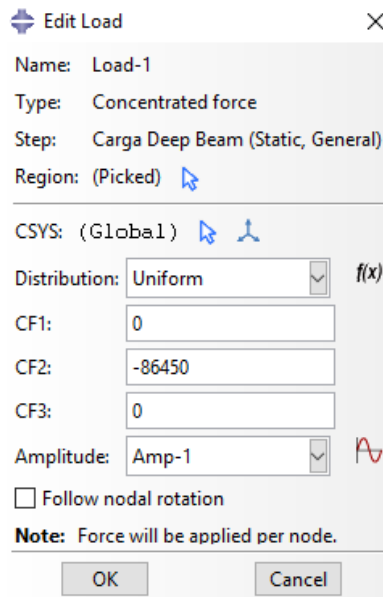 Edit Load
Name: Load-1
Type: Concentrated force
Step: Carga Deep Beam (Static, General)
Region: (Picked)
CSYS: (Global)
Distribution: Uniform f(x)
CF1: 0
CF2: -86450
CF3: 0
Amplitude: Amp-1
Follow nodal rotation
Note: Force will be applied per node.
OK Cancel